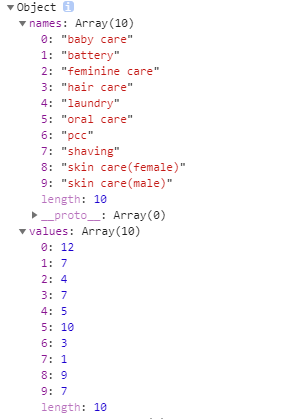 ▼Object i
▼names: Array(10)
0: "baby care"
1: "battery"
2: "feminine care"
3: "hair care"
4: "laundry"
5: "oral care"
6: "pcc"
7: "shaving"
8: "skin care(female)"
9: "skin care(male)"
length: 10
▶__proto__: Array(0)
▼values: Array(10)
0: 12
1: 7
2: 4
3: 7
4: 5
5: 10
6: 3
7: 1
8: 9
9: 7
length: 10